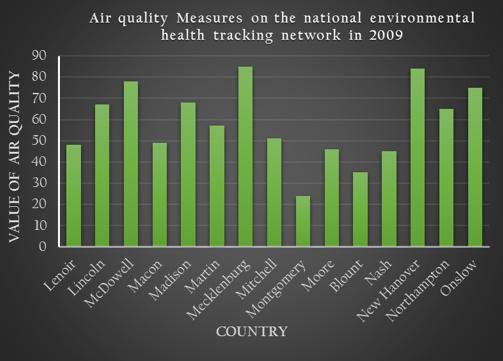 Air quality Measures on the national environmental
health tracking network in 2009
VALUE OF AIR QUALITY
90
80
70
60
50
40
30
20
10
0
Lenoir
Lincoln
McDowell
Macon
Madison
Martin
Mecklenburg
Mitchell
Montgomery
Moore
Blount
Nash
New Hanover
Northampton
Onslow
COUNTRY